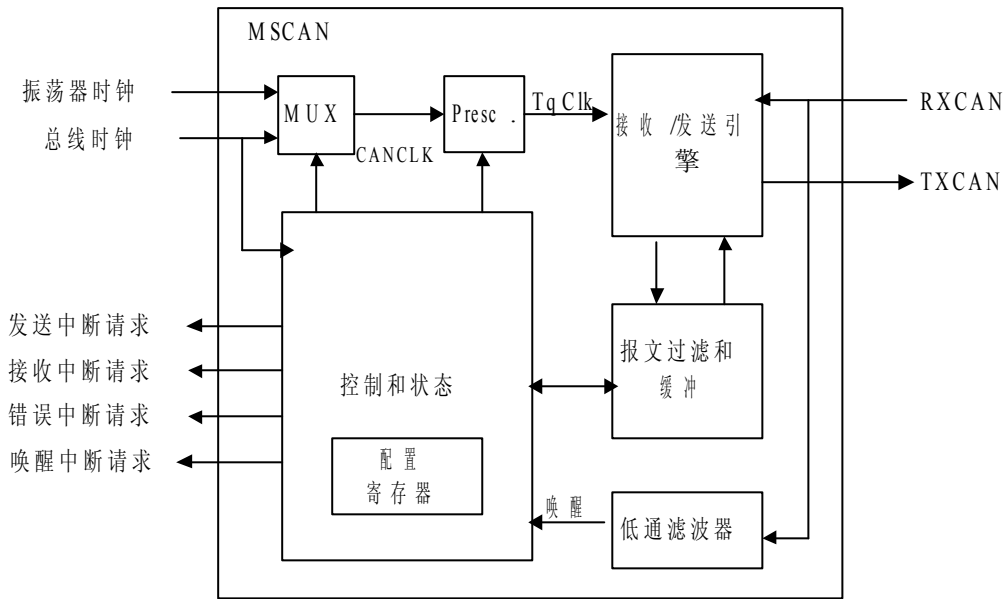 MSCAN
振荡器时钟
总线时钟
MUX
CANCLK
Presc .
Tq Clk
接收 /发送引
擎
RXCAN
TXCAN
发送中断请求
接收中断请求
错误中断请求
唤醒中断请求
控制和状态
配置
寄存器
报文过滤和
缓冲
唤醒
低通滤波器